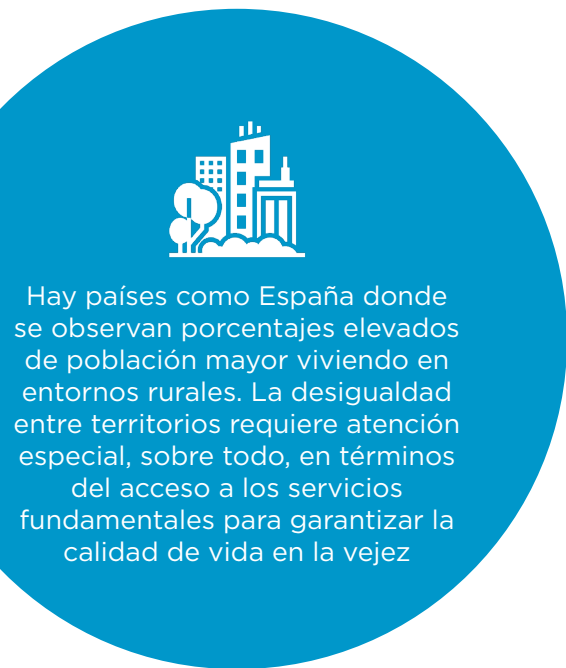 Hay países como España donde
se observan porcentajes elevados
de población mayor viviendo en
entornos rurales. La desigualdad
entre territorios requiere atención
especial, sobre todo, en términos
del acceso a los servicios
fundamentales para garantizar la
calidad de vida en la vejez